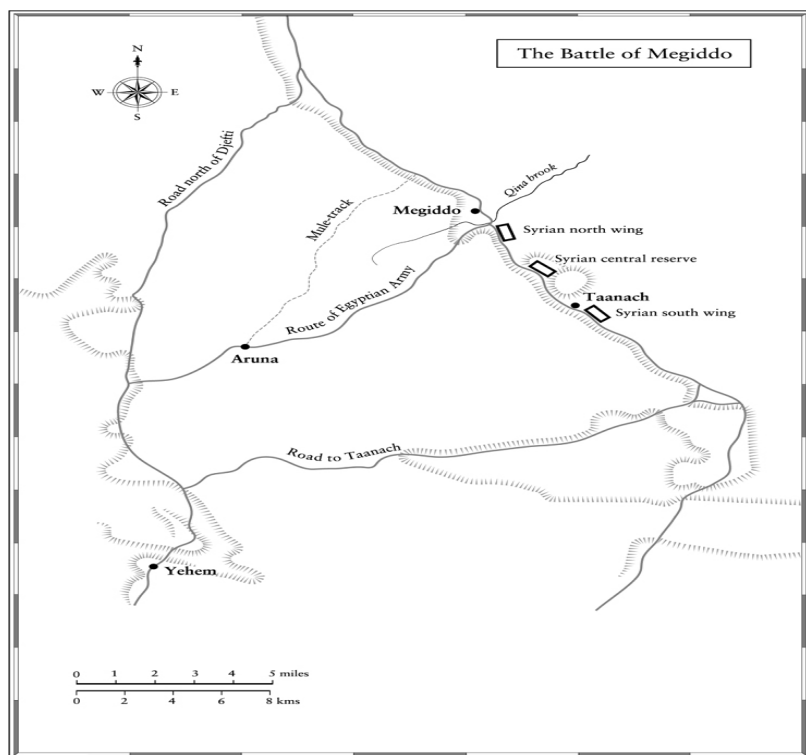 The Battle of Megiddo
N
W E
S
Road north of Djefti
Mule-track
Qina brook
Megiddo
Syrian north wing
Syrian central reserve
Taanach
Syrian south wing
Route of Egyptian Army
Aruna
Road to Taanach
Yehem
0 1 2 3 4 5 miles
0 2 4 6 8 kms